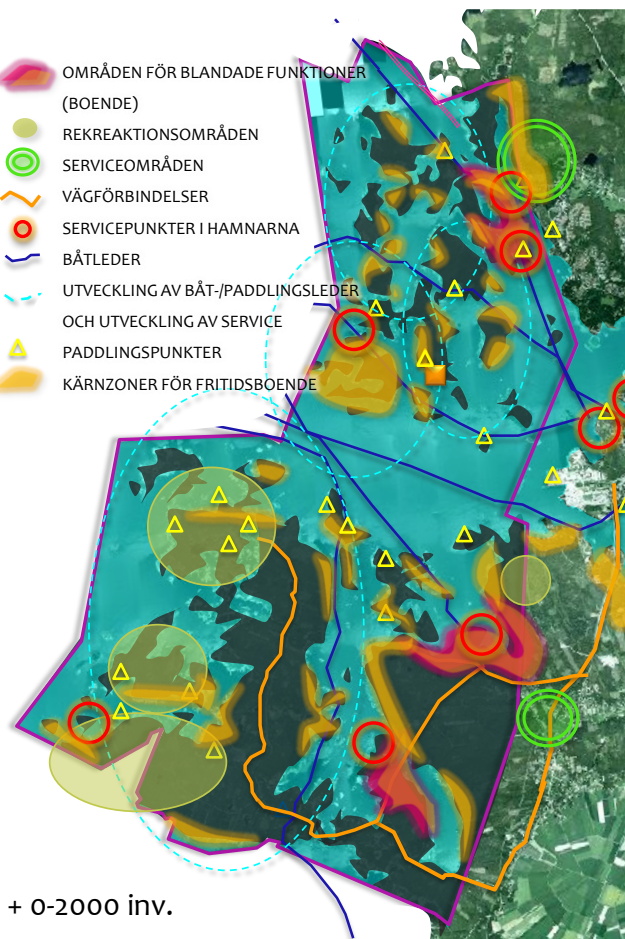 OMRÅDEN FÖR BLANDADE FUNKTIONER
(BOENDE)
REKREATIONSOMRÅDEN
SERVICEOMRÅDEN
VÄGFÖRBINDELSER
SERVICEPUNKTER I HAMNARNA
BÅTLEDER
UTVECKLING AV BÅT-/PADDLINGSLEDER
OCH UTVECKLING AV SERVICE
PADDLINGSPUNKTER
KÄRNZONER FÖR FRITIDSBOENDE
+ 0-2000 inv.